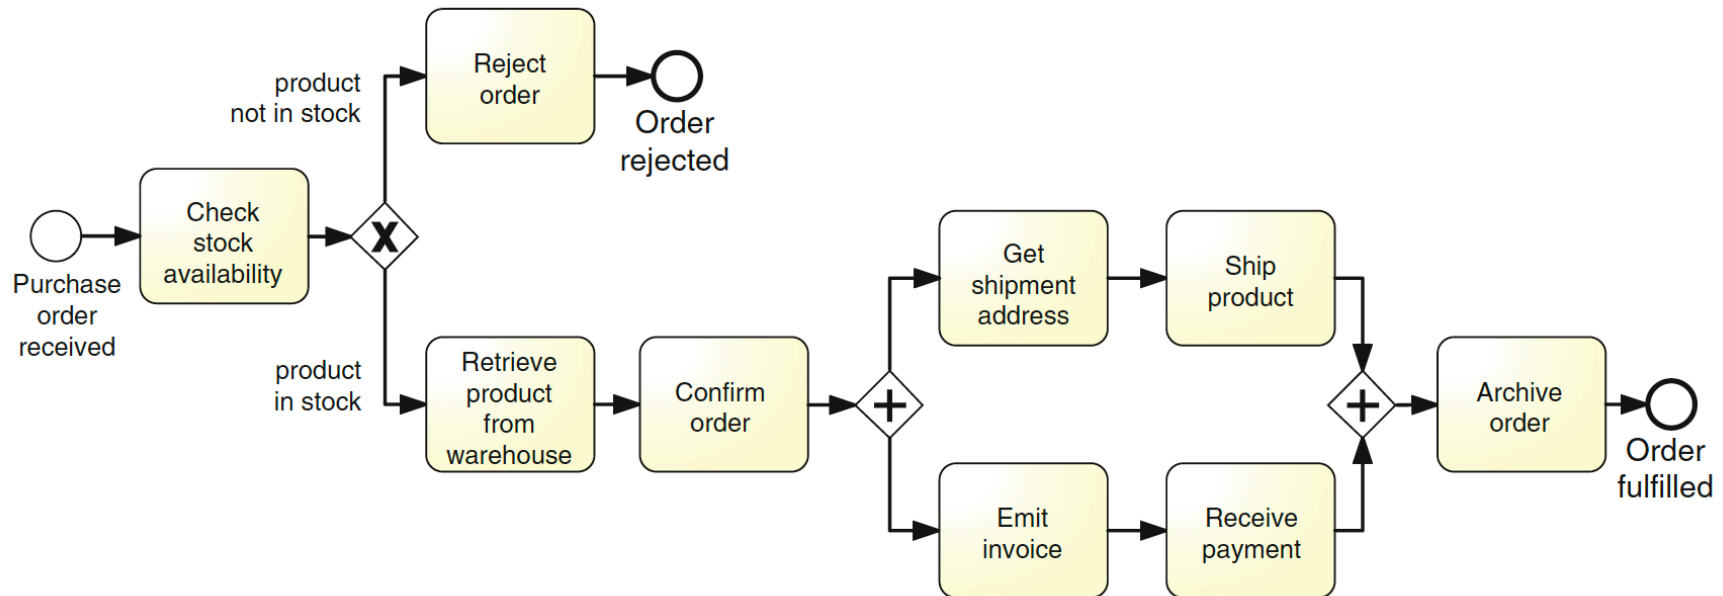 Purchase
order
received
Check
stock
availability
X
product
not in stock
Reject
order
Order
rejected
product
in stock
Retrieve
product
from
warehouse
Confirm
order
+
Get
shipment
address
Ship
product
Emit
invoice
Receive
payment
+
Archive
order
Order
fulfilled